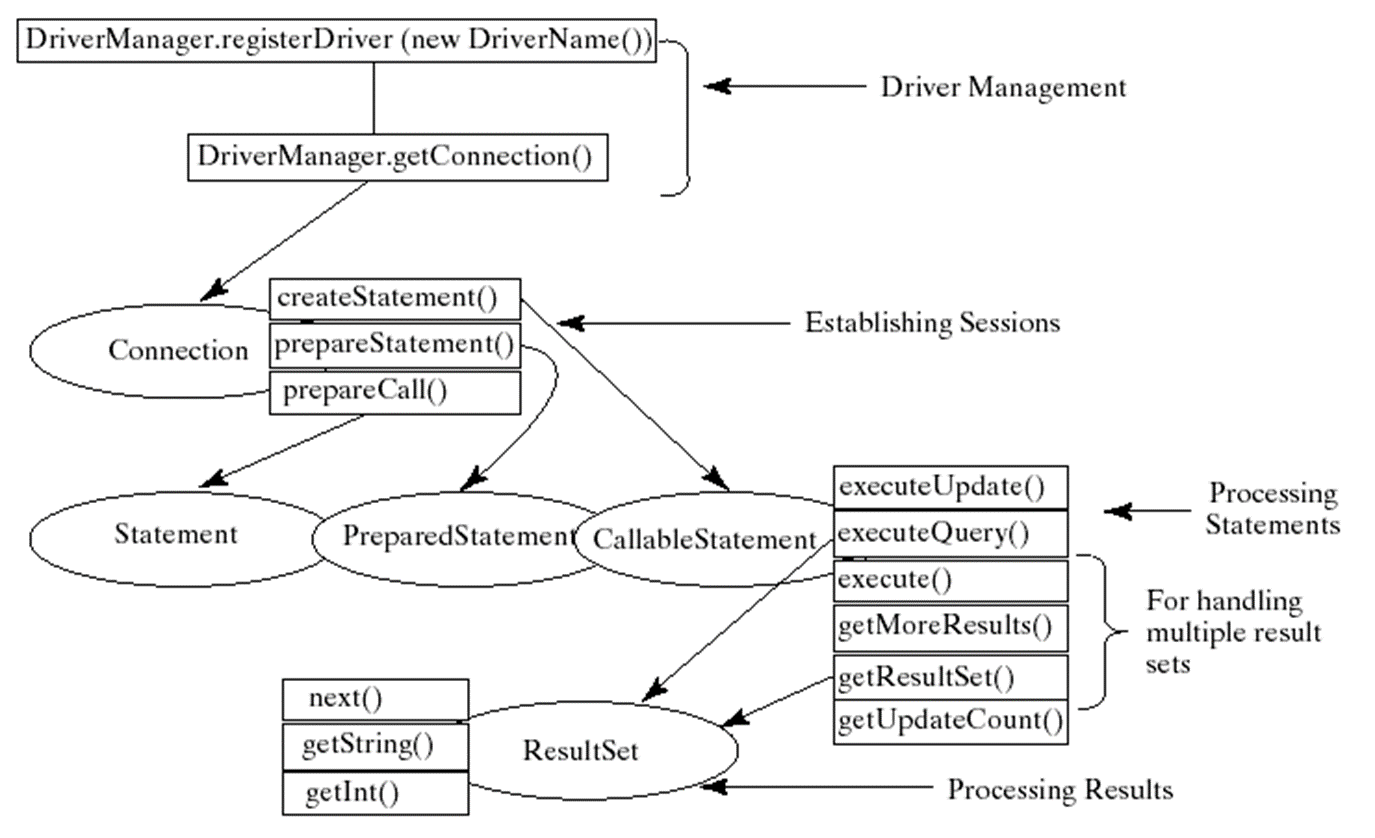 DriverManager.registerDriver (new DriverName())
Driver Management
DriverManager.getConnection()
createStatement()
Establishing Sessions
Connection
prepareStatement()
prepareCall()
executeUpdate()
Processing
Statements
Statement
PreparedStatement
CallableStatement
executeQuery()
execute()
For handling
multiple result
sets
getMoreResults()
getResultSet()
getUpdateCount()
next()
getString()
ResultSet
getInt()
Processing Results